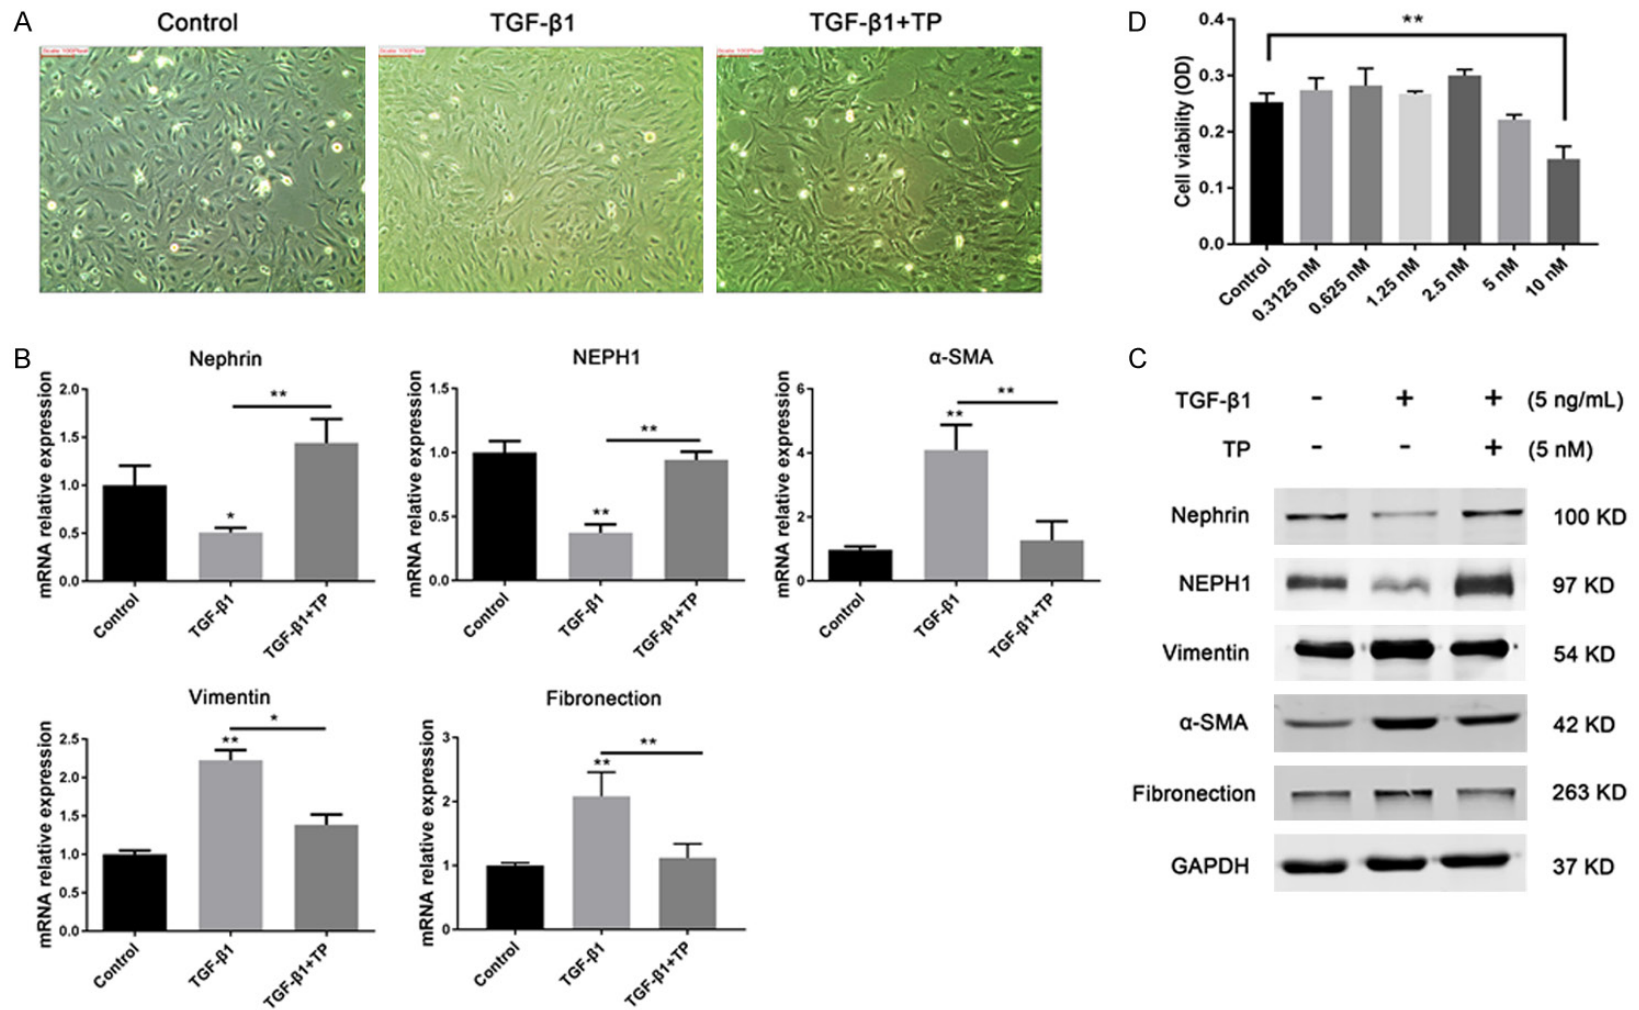 A
Control
TGF-β1
TGF-β1+TP
D
Cell viability (OD)
0.4
0.3
0.2
0.1
0.0
**
Control
0.3125 nM
0.625 nM
1.25 nM
2.5 nM
5 nM
10 nM
B
Nephrin
mRNA relative expression
2.0
1.5
1.0
0.5
0.0
*
**
Control
TGF-β1
TGF-β1+TP
NEPH1
mRNA relative expression
1.5
1.0
0.5
0.0
**
**
Control
TGF-β1
TGF-β1+TP
α-SMA
mRNA relative expression
6
4
2
0
**
**
Control
TGF-β1
TGF-β1+TP
Vimentin
mRNA relative expression
2.5
2.0
1.5
1.0
0.5
0.0
**
*
Control
TGF-β1
TGF-β1+TP
Fibronection
mRNA relative expression
3
2
1
0
**
**
Control
TGF-β1
TGF-β1+TP
C
TGF-β1 - + + (5 ng/mL)
TP - - + (5 nM)
Nephrin 100 KD
NEPH1 97 KD
Vimentin 54 KD
α-SMA 42 KD
Fibronection 263 KD
GAPDH 37 KD